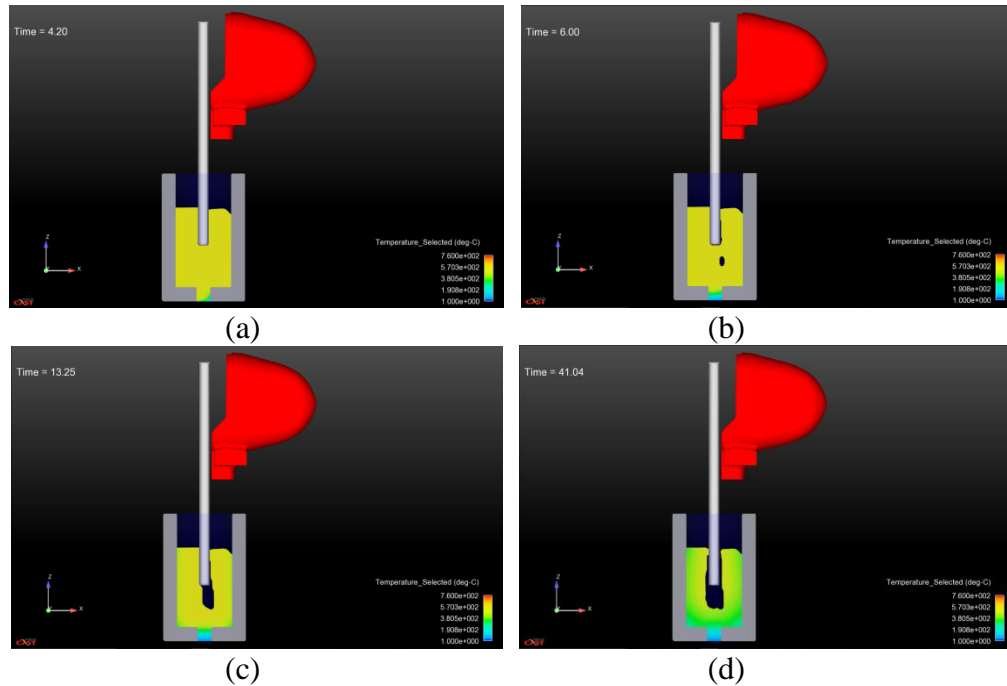 Time = 4.20
Z
X
Temperature_Selected (deg-C)
7.600e+002
5.703e+002
3.805e+002
1.908e+002
1.000e+000
CAST
(a)
Time = 6.00
Z
X
Temperature_Selected (deg-C)
7.600e+002
5.703e+002
3.805e+002
1.908e+002
1.000e+000
CAST
(b)
Time = 13.25
Z
X
Temperature_Selected (deg-C)
7.600e+002
5.703e+002
3.805e+002
1.908e+002
1.000e+000
CAST
(c)
Time = 41.04
Z
X
Temperature_Selected (deg-C)
7.600e+002
5.703e+002
3.805e+002
1.908e+002
1.000e+000
CAST
(d)